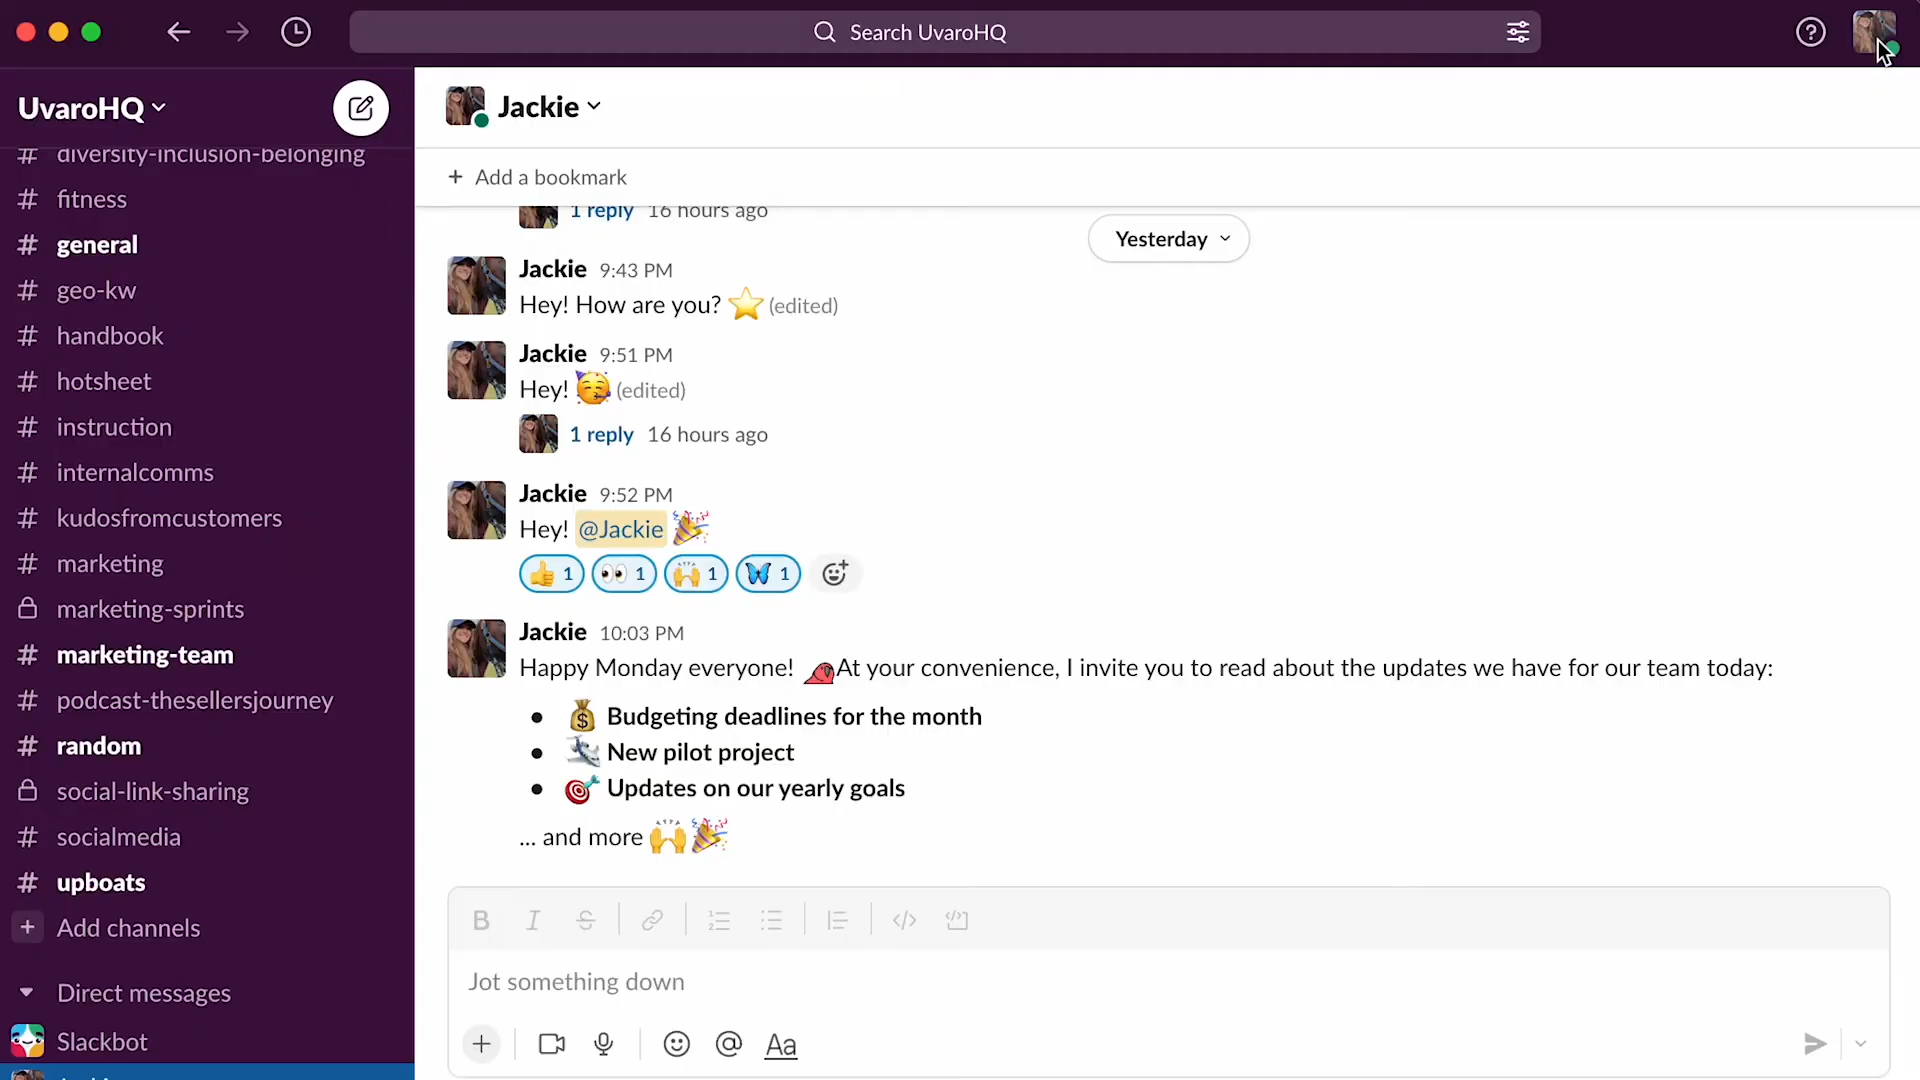 Search UvaroHQ
UvaroHQ
diversity-inclusion-belonging
# fitness
# general
# geo-kw
# handbook
# hotsheet
# instruction
# internalcomms
# kudosfromcustomers
# marketing
marketing-sprints
# marketing-team
# podcast-thesellersjourney
# random
social-link-sharing
# socialmedia
# upboats
+ Add channels
Direct messages
Slackbot
Jackie
+ Add a bookmark
1 reply 16 hours ago
Yesterday
Jackie 9:43 PM
Hey! How are you? ⭐ (edited)
Jackie 9:51 PM
Hey! 🥳 (edited)
1 reply 16 hours ago
Jackie 9:52 PM
Hey! @Jackie 🎉
👍 1 👀 1 🙌 1 🦋 1
Jackie 10:03 PM
Happy Monday everyone! At your convenience, I invite you to read about the updates we have for our team today:
• 💰 Budgeting deadlines for the month
• 🛩️ New pilot project
• 🎯 Updates on our yearly goals
... and more 🙌🎉
B I S
Jot something down
+ @ Aa